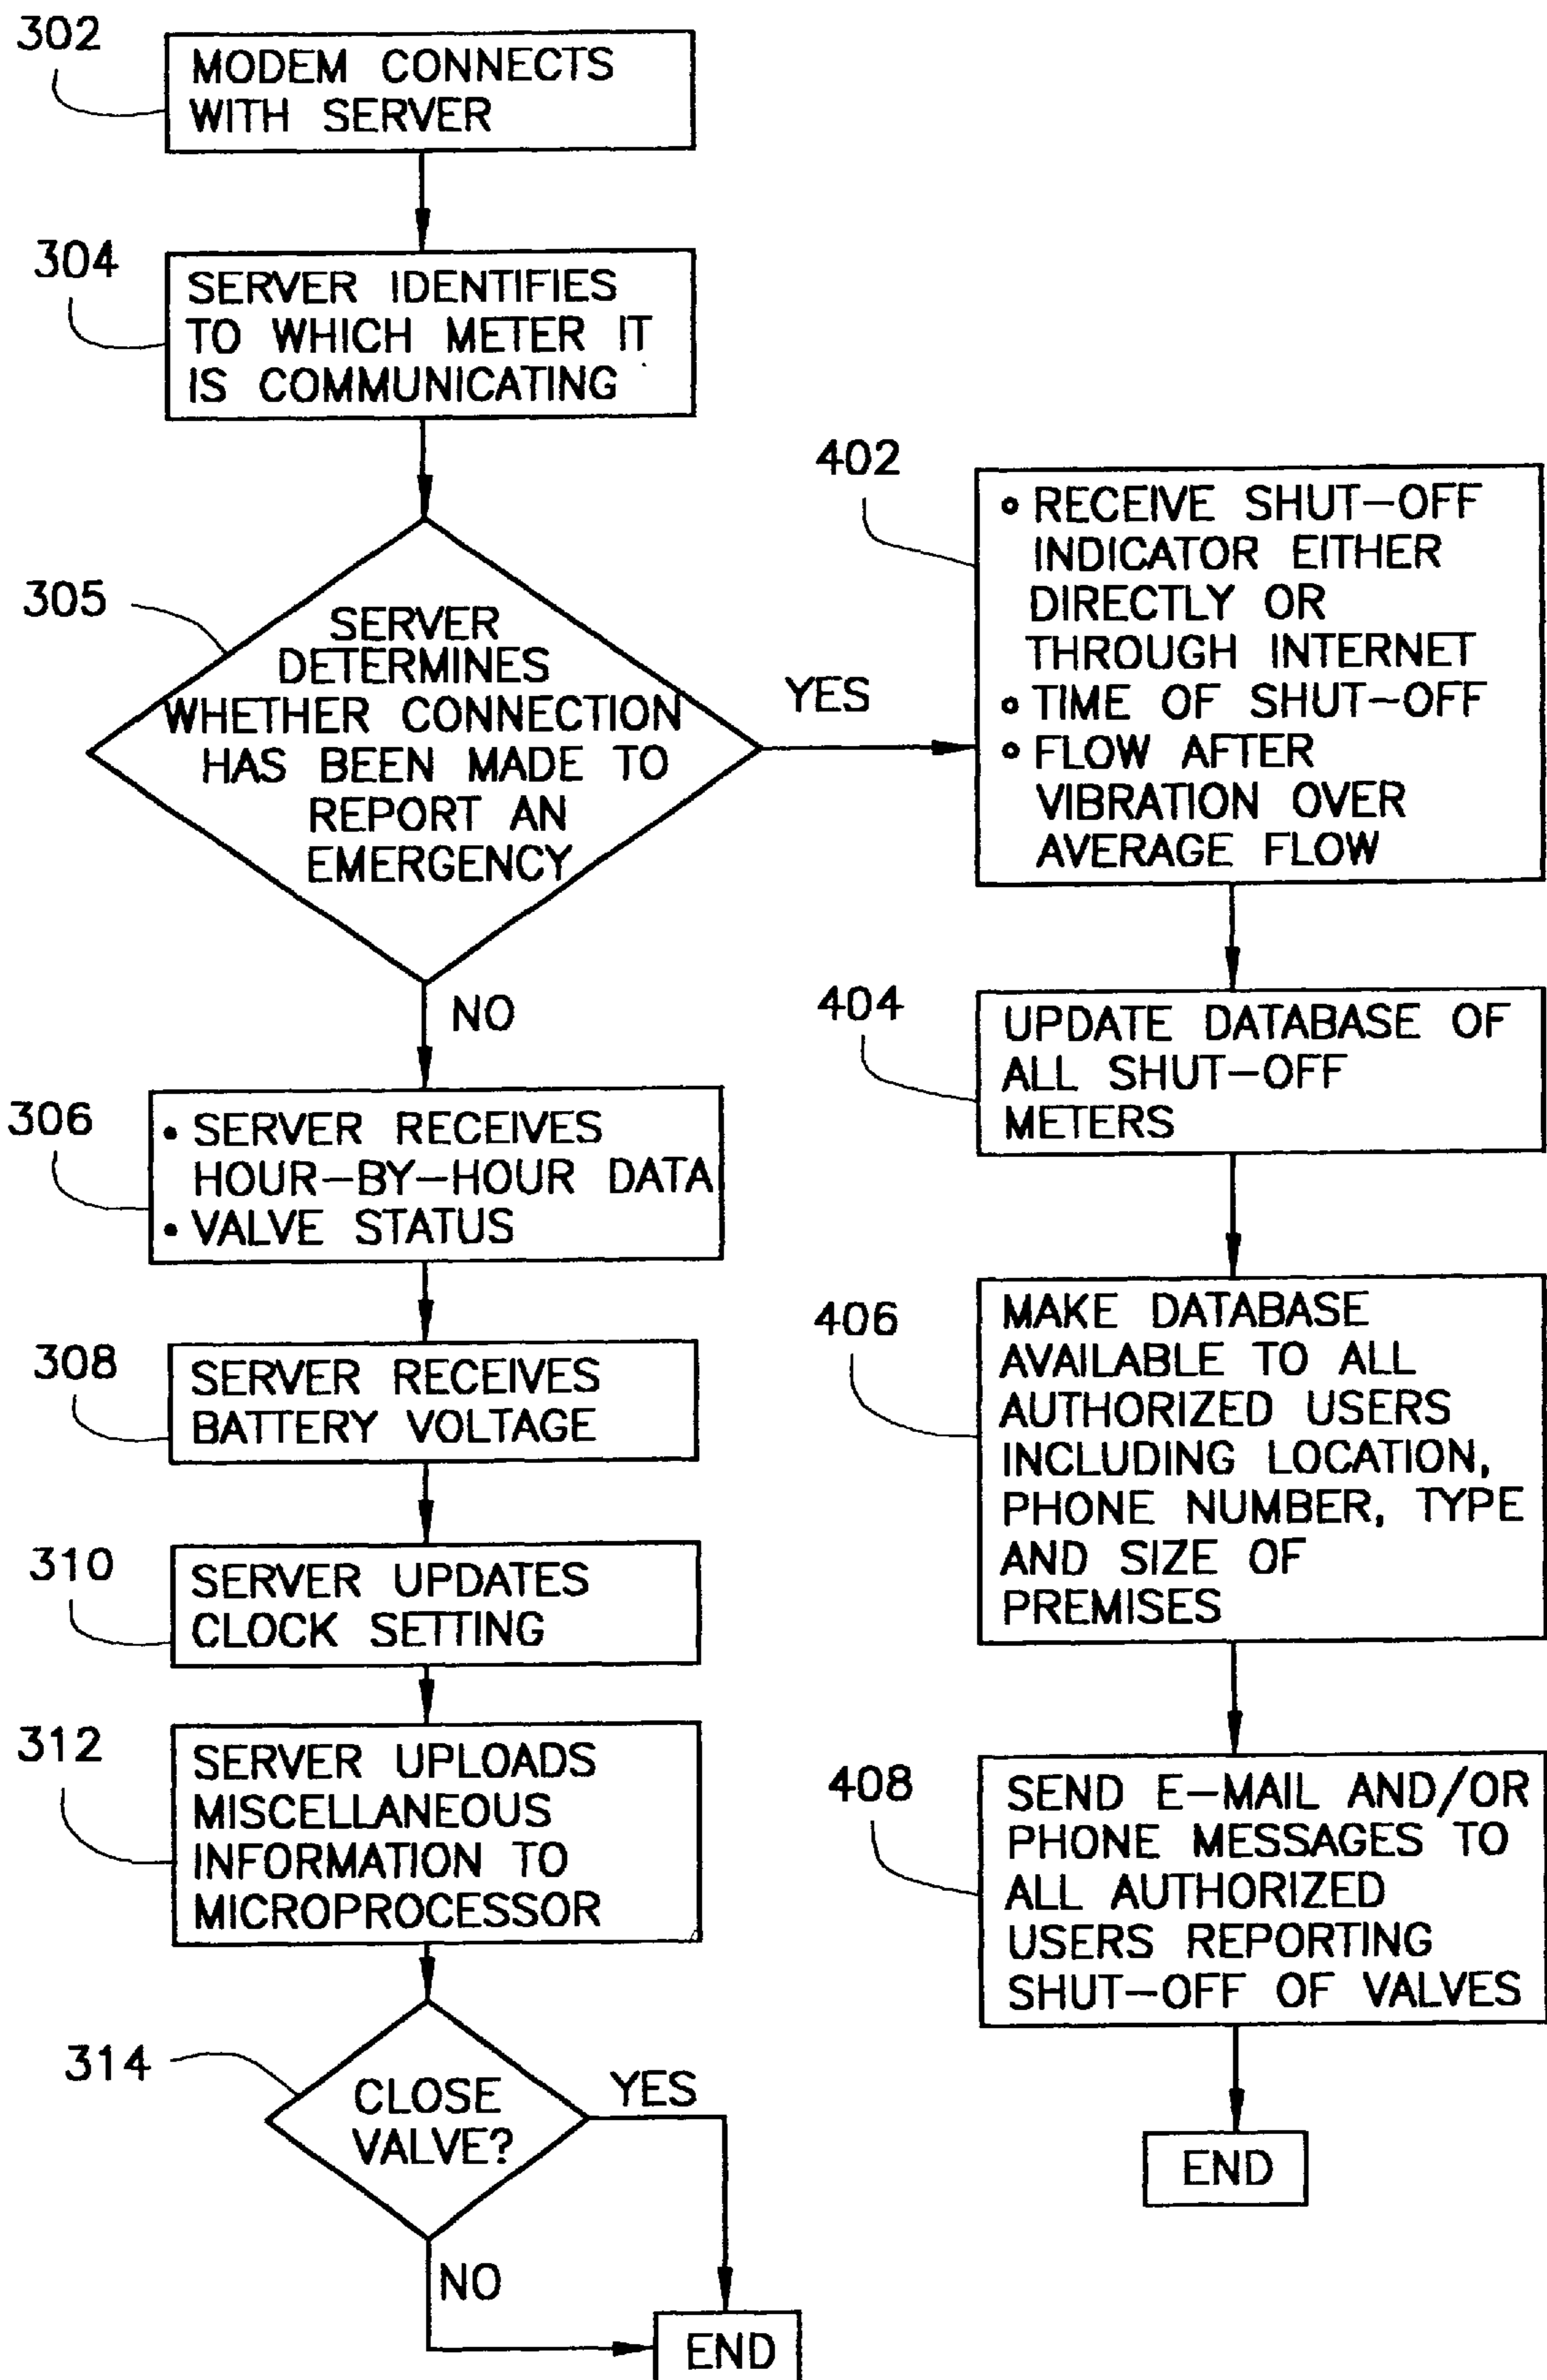 302
MODEM CONNECTS
WITH SERVER
304
SERVER IDENTIFIES
TO WHICH METER IT
IS COMMUNICATING
305
SERVER
DETERMINES
WHETHER CONNECTION
HAS BEEN MADE TO
REPORT AN
EMERGENCY
YES
NO
402
• RECEIVE SHUT-OFF
INDICATOR EITHER
DIRECTLY OR
THROUGH INTERNET
• TIME OF SHUT-OFF
• FLOW AFTER
VIBRATION OVER
AVERAGE FLOW
404
UPDATE DATABASE OF
ALL SHUT-OFF
METERS
406
MAKE DATABASE
AVAILABLE TO ALL
AUTHORIZED USERS
INCLUDING LOCATION,
PHONE NUMBER, TYPE
AND SIZE OF
PREMISES
408
SEND E-MAIL AND/OR
PHONE MESSAGES TO
ALL AUTHORIZED
USERS REPORTING
SHUT-OFF OF VALVES
END
306
• SERVER RECEIVES
HOUR-BY-HOUR DATA
• VALVE STATUS
308
SERVER RECEIVES
BATTERY VOLTAGE
310
SERVER UPDATES
CLOCK SETTING
312
SERVER UPLOADS
MISCELLANEOUS
INFORMATION TO
MICROPROCESSOR
314
CLOSE
VALVE?
YES
NO
END